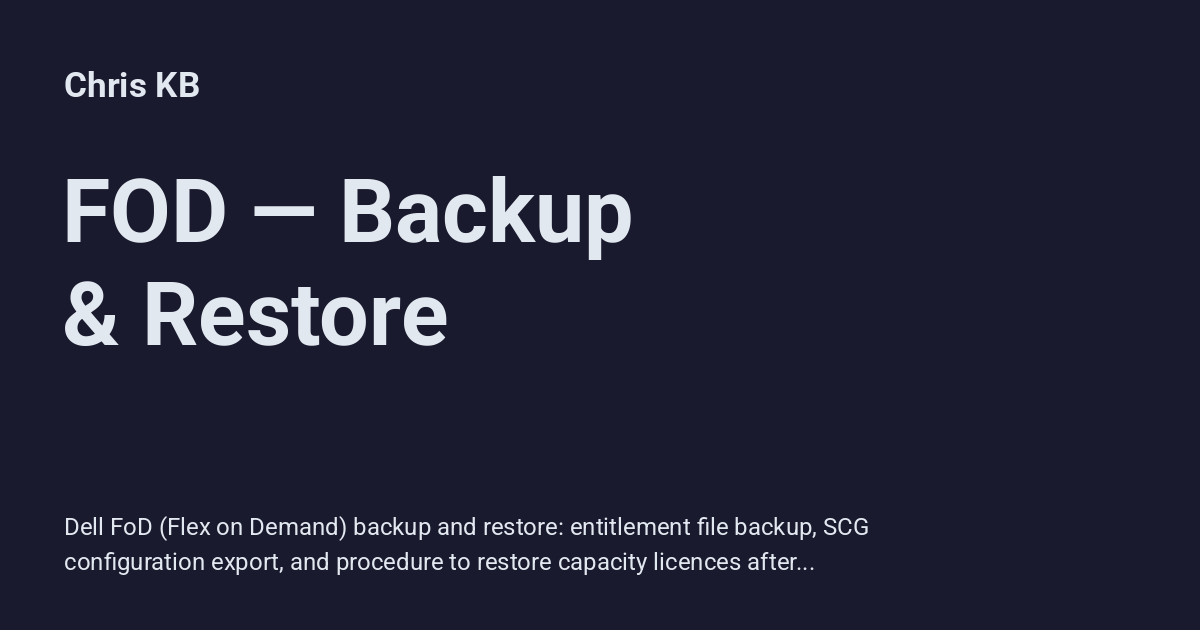 Chris KB
FOD — Backup
& Restore
Dell FoD (Flex on Demand) backup and restore: entitlement file backup, SCG
configuration export, and procedure to restore capacity licences after...